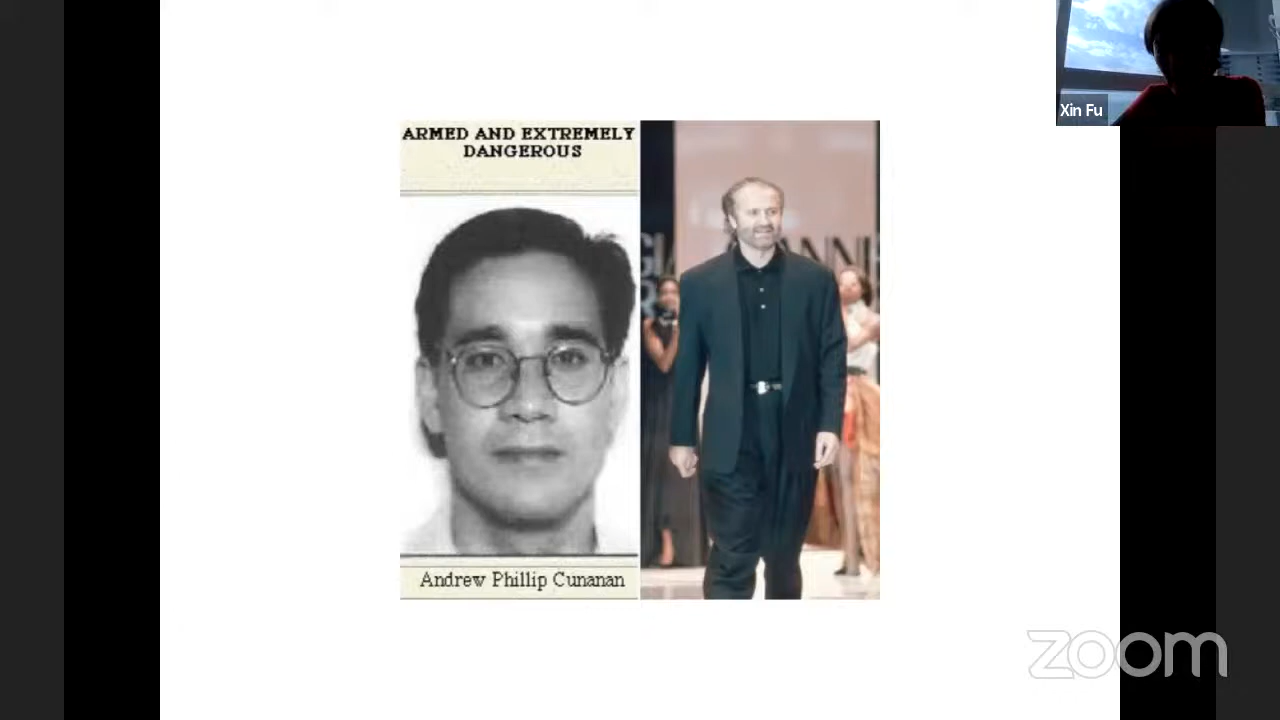 ARMED AND EXTREMELY
DANGEROUS
Andrew Phillip Cunanan
Xin Fu
zoom